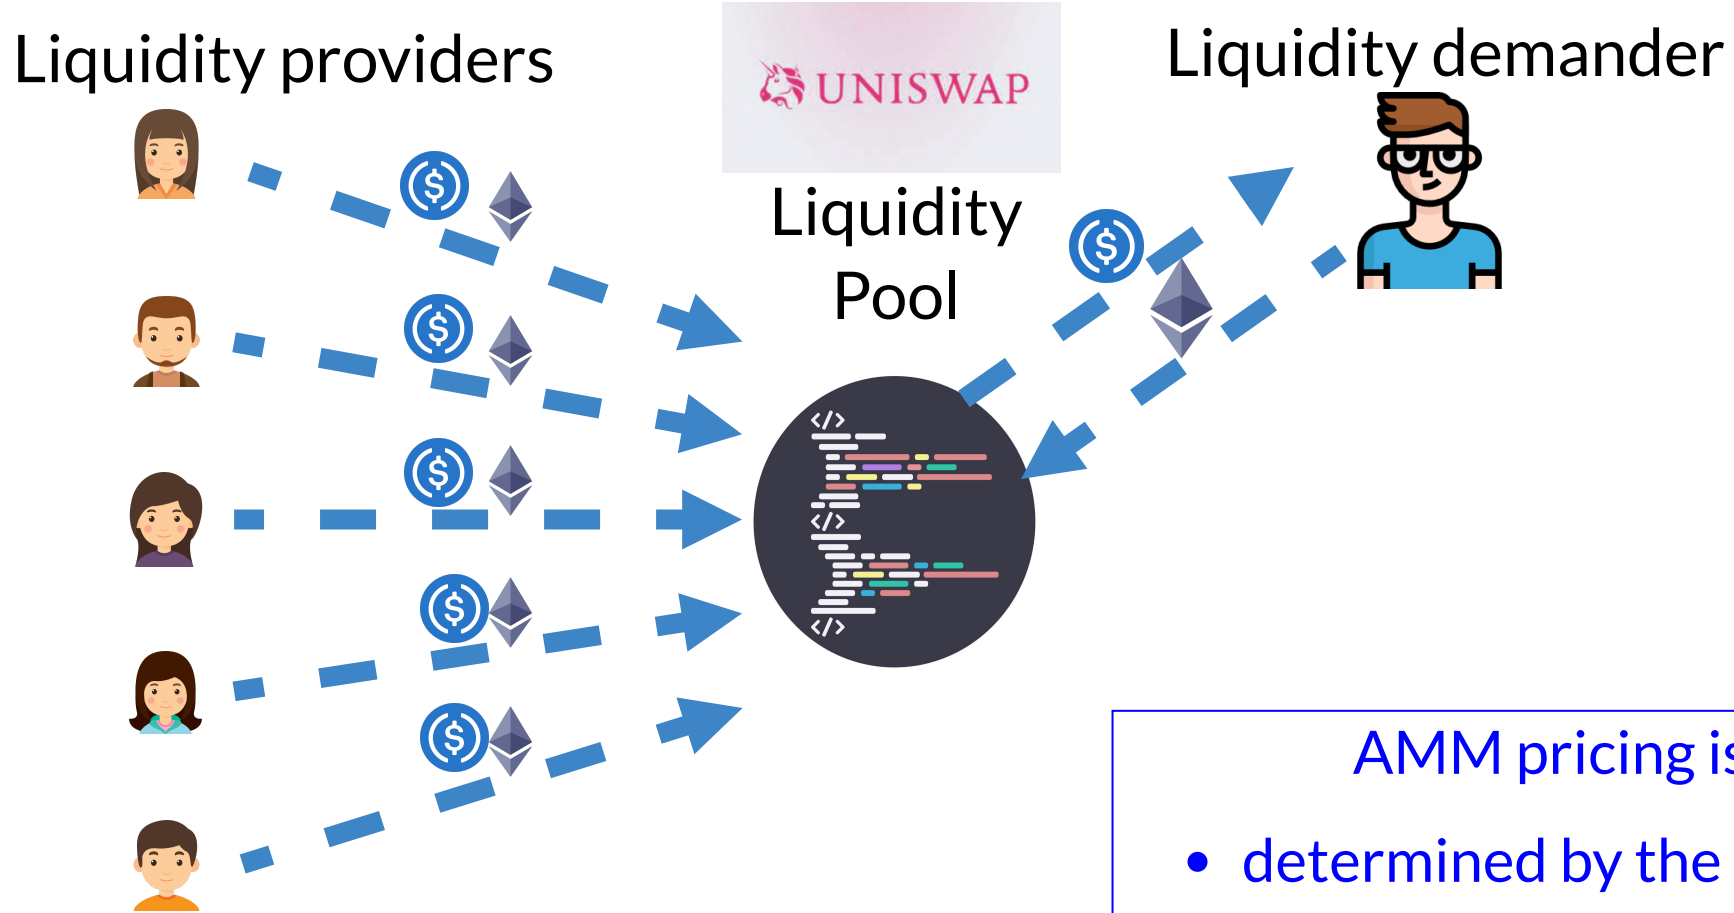 Liquidity providers
UNISWAP
Liquidity demander
Liquidity
Pool
</>
</>
</>
AMM pricing is
• determined by the